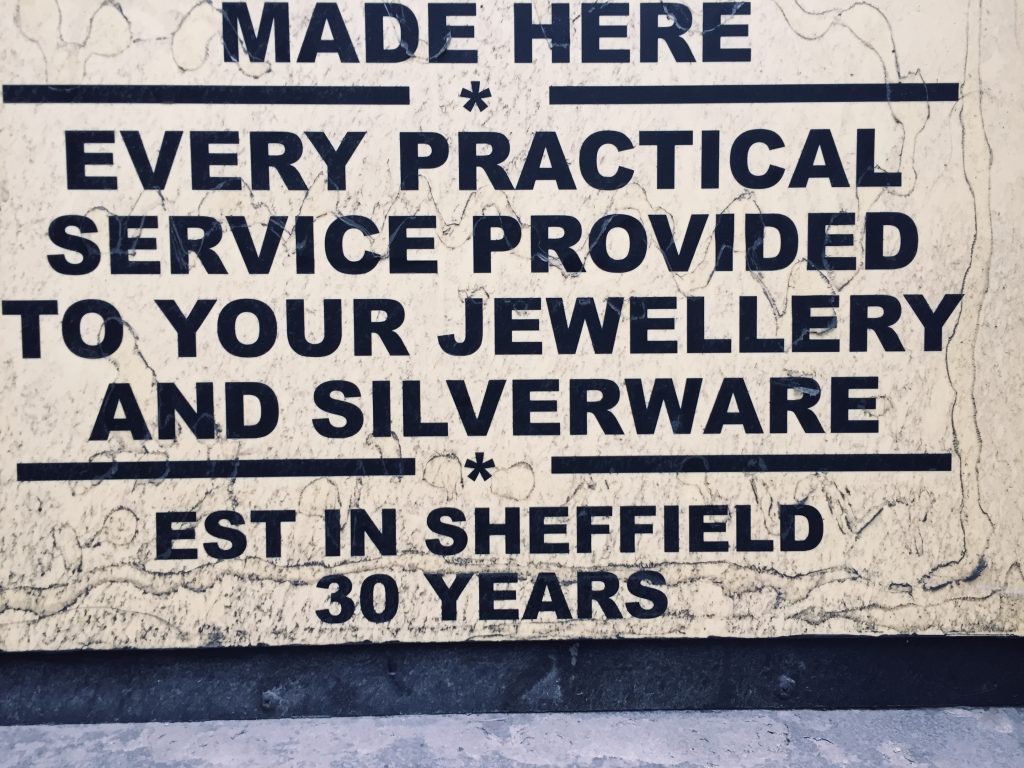 MADE HERE
*
EVERY PRACTICAL
SERVICE PROVIDED
TO YOUR JEWELLERY
AND SILVERWARE
*
EST IN SHEFFIELD
30 YEARS